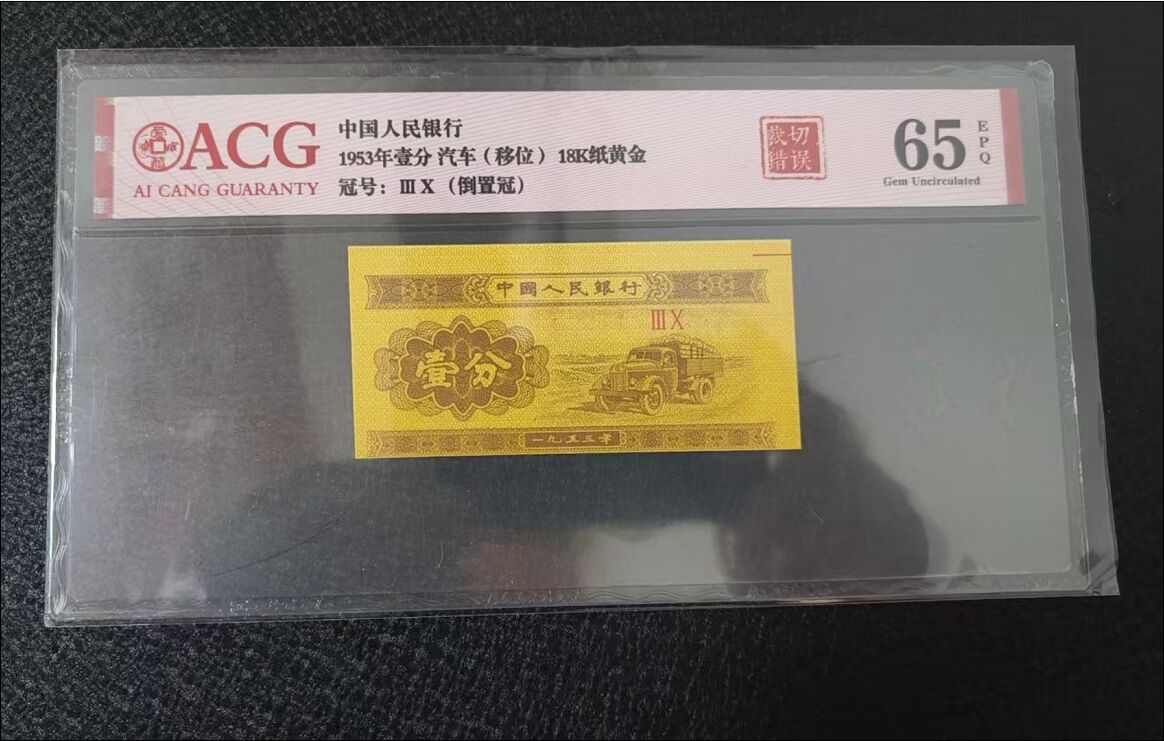 ACG
AI CANG GUARANTY
中国人民银行
1953年壹分 汽车（移位） 18K纸黄金
冠号：ⅢⅩ（倒置冠）
裁切
错误
65
EPQ
Gem Uncirculated
中國人民銀行
ⅢⅩ
壹分
一九五三年